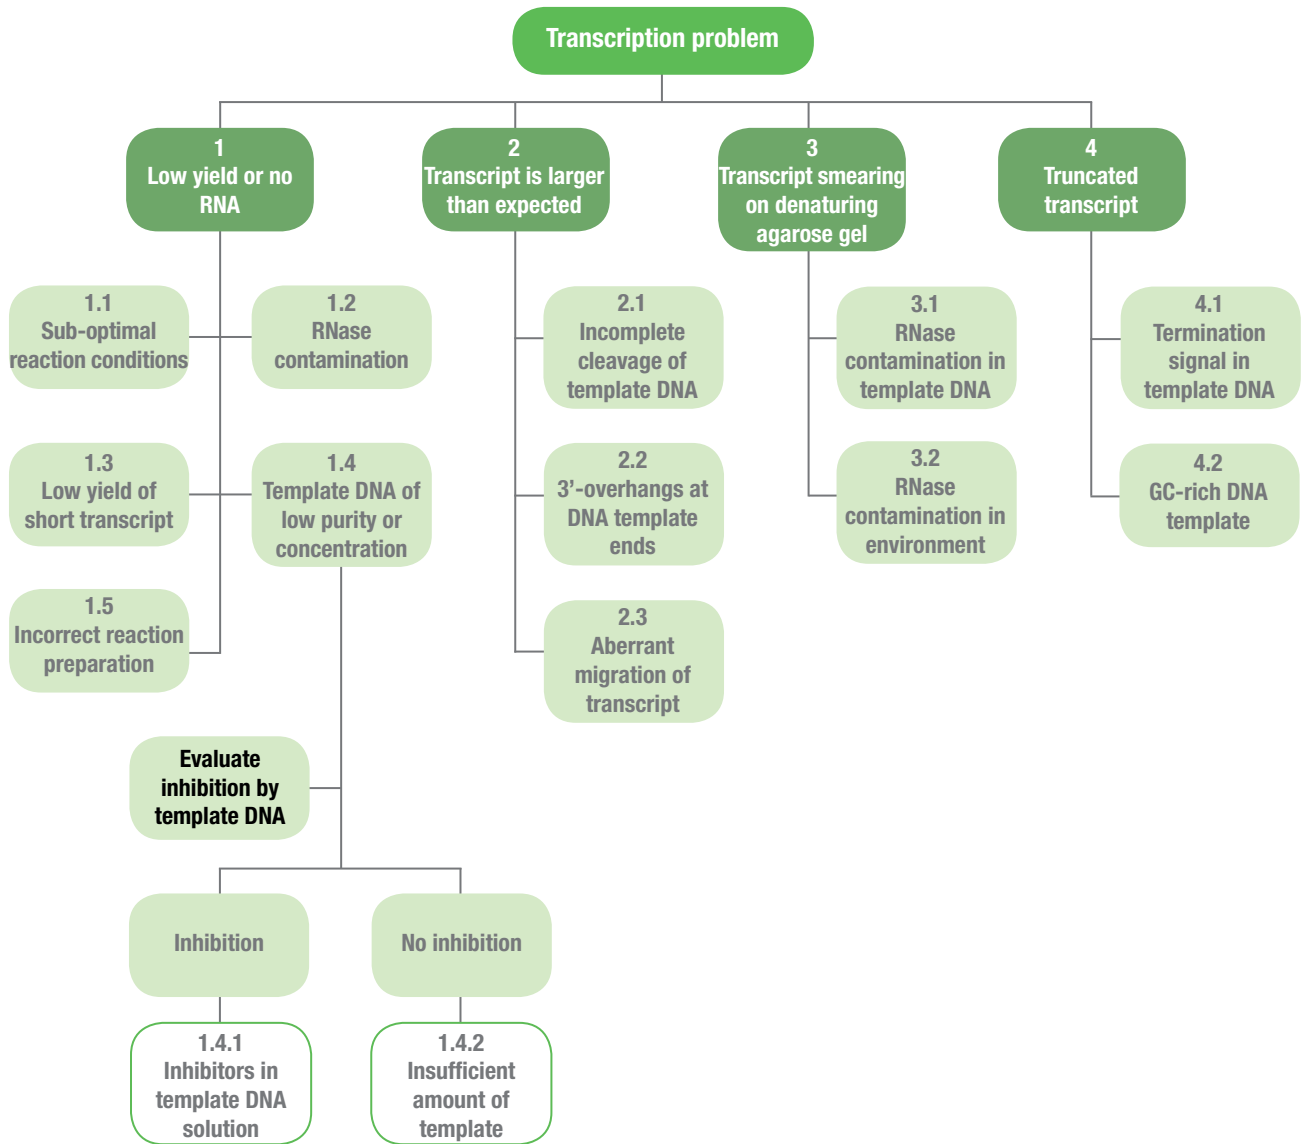 Transcription problem
1
Low yield or no
RNA
2
Transcript is larger
than expected
3
Transcript smearing
on denaturing
agarose gel
4
Truncated
transcript
1.1
Sub-optimal
reaction conditions
1.2
RNase
contamination
2.1
Incomplete
cleavage of
template DNA
3.1
RNase
contamination in
template DNA
4.1
Termination
signal in
template DNA
1.3
Low yield of
short transcript
1.4
Template DNA of
low purity or
concentration
2.2
3'-overhangs at
DNA template
ends
3.2
RNase
contamination in
environment
4.2
GC-rich DNA
template
1.5
Incorrect reaction
preparation
2.3
Aberrant
migration of
transcript
Evaluate
inhibition by
template DNA
Inhibition
No inhibition
1.4.1
Inhibitors in
template DNA
solution
1.4.2
Insufficient
amount of
template